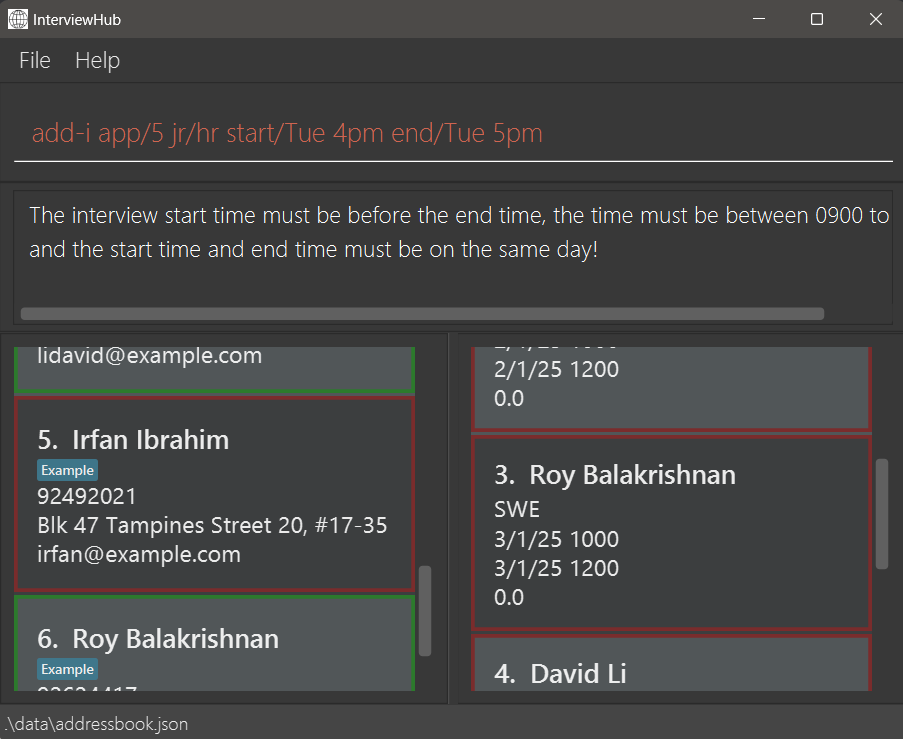 InterviewHub
File Help
add-i app/5 jr/hr start/Tue 4pm end/Tue 5pm
The interview start time must be before the end time, the time must be between 0900 to
and the start time and end time must be on the same day!
lidavid@example.com
5. Irfan Ibrahim
Example
92492021
Blk 47 Tampines Street 20, #17-35
irfan@example.com
6. Roy Balakrishnan
Example
2/1/25 1200
0.0
3. Roy Balakrishnan
SWE
3/1/25 1000
3/1/25 1200
0.0
4. David Li
.\data\addressbook.json